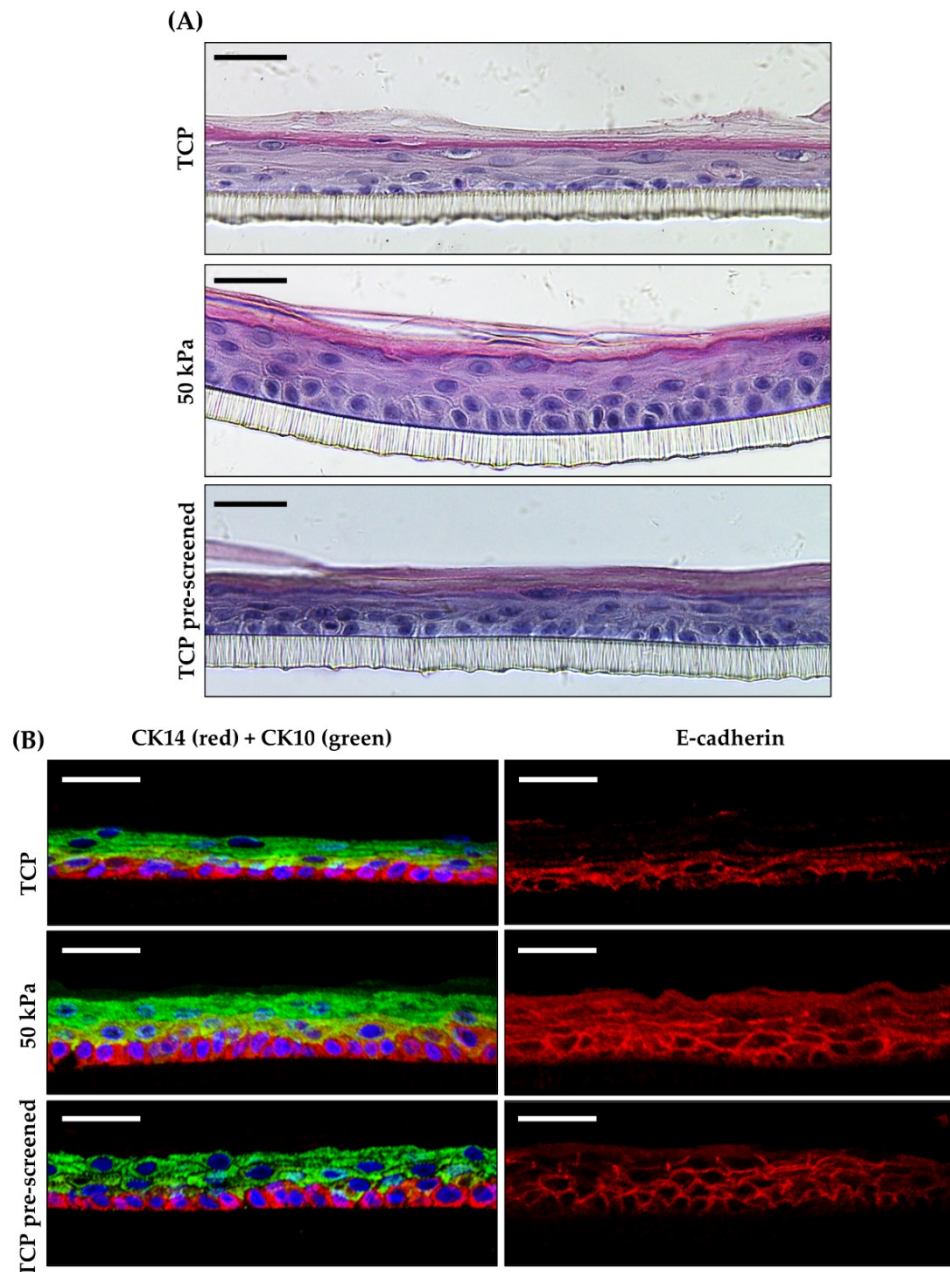 (A)
TCP
50 kPa
TCP pre-screened
(B)
CK14 (red) + CK10 (green)
E-cadherin
TCP
50 kPa
TCP pre-screened